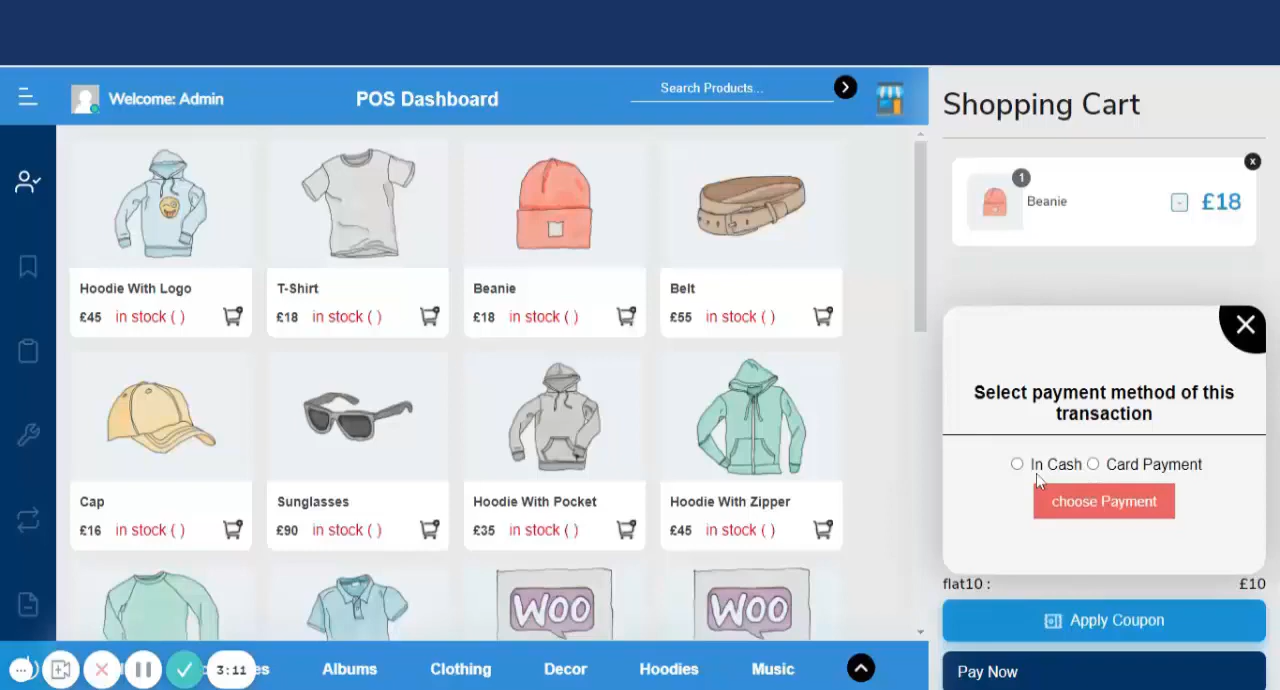 Welcome: Admin
POS Dashboard
Search Products...
Shopping Cart
x
1
Beanie
£18
Hoodie With Logo
£45 in stock ( )
T-Shirt
£18 in stock ( )
Beanie
£18 in stock ( )
Belt
£55 in stock ( )
Select payment method of this
transaction
In Cash Card Payment
choose Payment
Cap
£16 in stock ( )
Sunglasses
£90 in stock ( )
Hoodie With Pocket
£35 in stock ( )
Hoodie With Zipper
£45 in stock ( )
WOO
WOO
flat10 :
£10
Apply Coupon
Pay Now
3:11
Albums
Clothing
Decor
Hoodies
Music